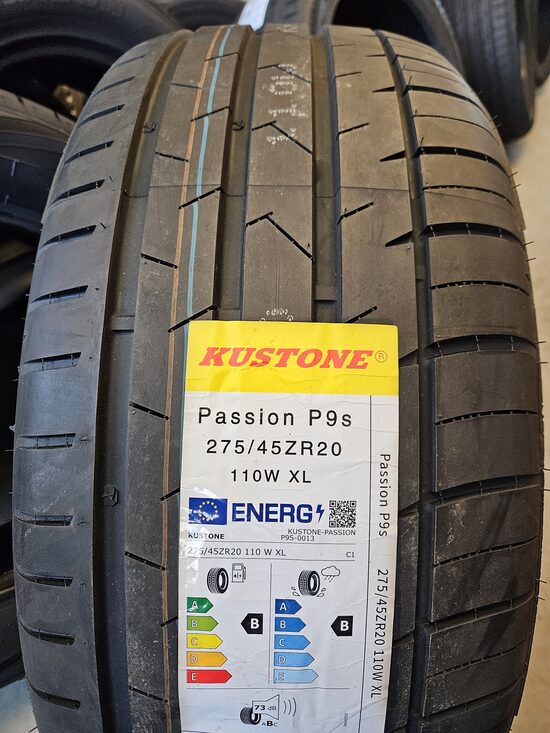 KUSTONE®
Passion P9s
275/45ZR20
110W XL
ENERG
KUSTONE
KUSTONE-PASSION
P9S-0013
275/45ZR20 110 W XL
C1
A
B
C
D
E
B
A
B
C
D
E
B
73 dB
ABC
Passion P9s 275/45ZR20 110W XL